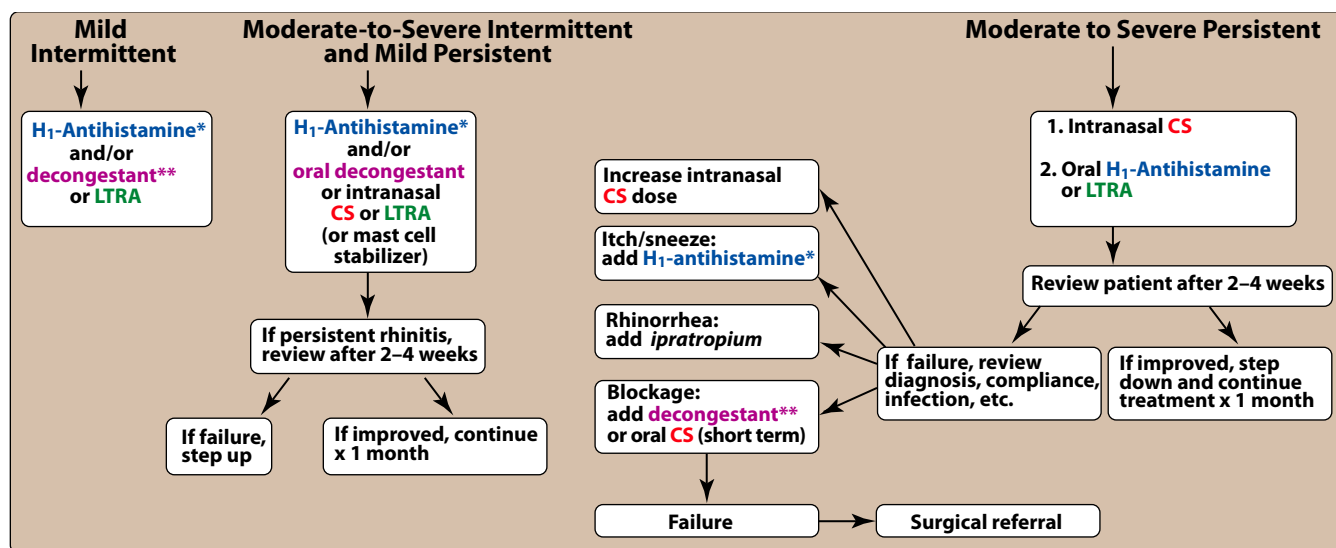 Mild
Intermittent
H₁-Antihistamine*
and/or
decongestant**
or LTRA
Moderate-to-Severe Intermittent
and Mild Persistent
H₁-Antihistamine*
and/or
oral decongestant
or intranasal
CS or LTRA
(or mast cell
stabilizer)
If persistent rhinitis,
review after 2–4 weeks
If failure,
step up
If improved, continue
x 1 month
Moderate to Severe Persistent
1. Intranasal CS
2. Oral H₁-Antihistamine
or LTRA
Review patient after 2–4 weeks
If failure, review
diagnosis, compliance,
infection, etc.
If improved, step
down and continue
treatment x 1 month
Increase intranasal
CS dose
Itch/sneeze:
add H₁-antihistamine*
Rhinorrhea:
add ipratropium
Blockage:
add decongestant**
or oral CS (short term)
Failure
Surgical referral